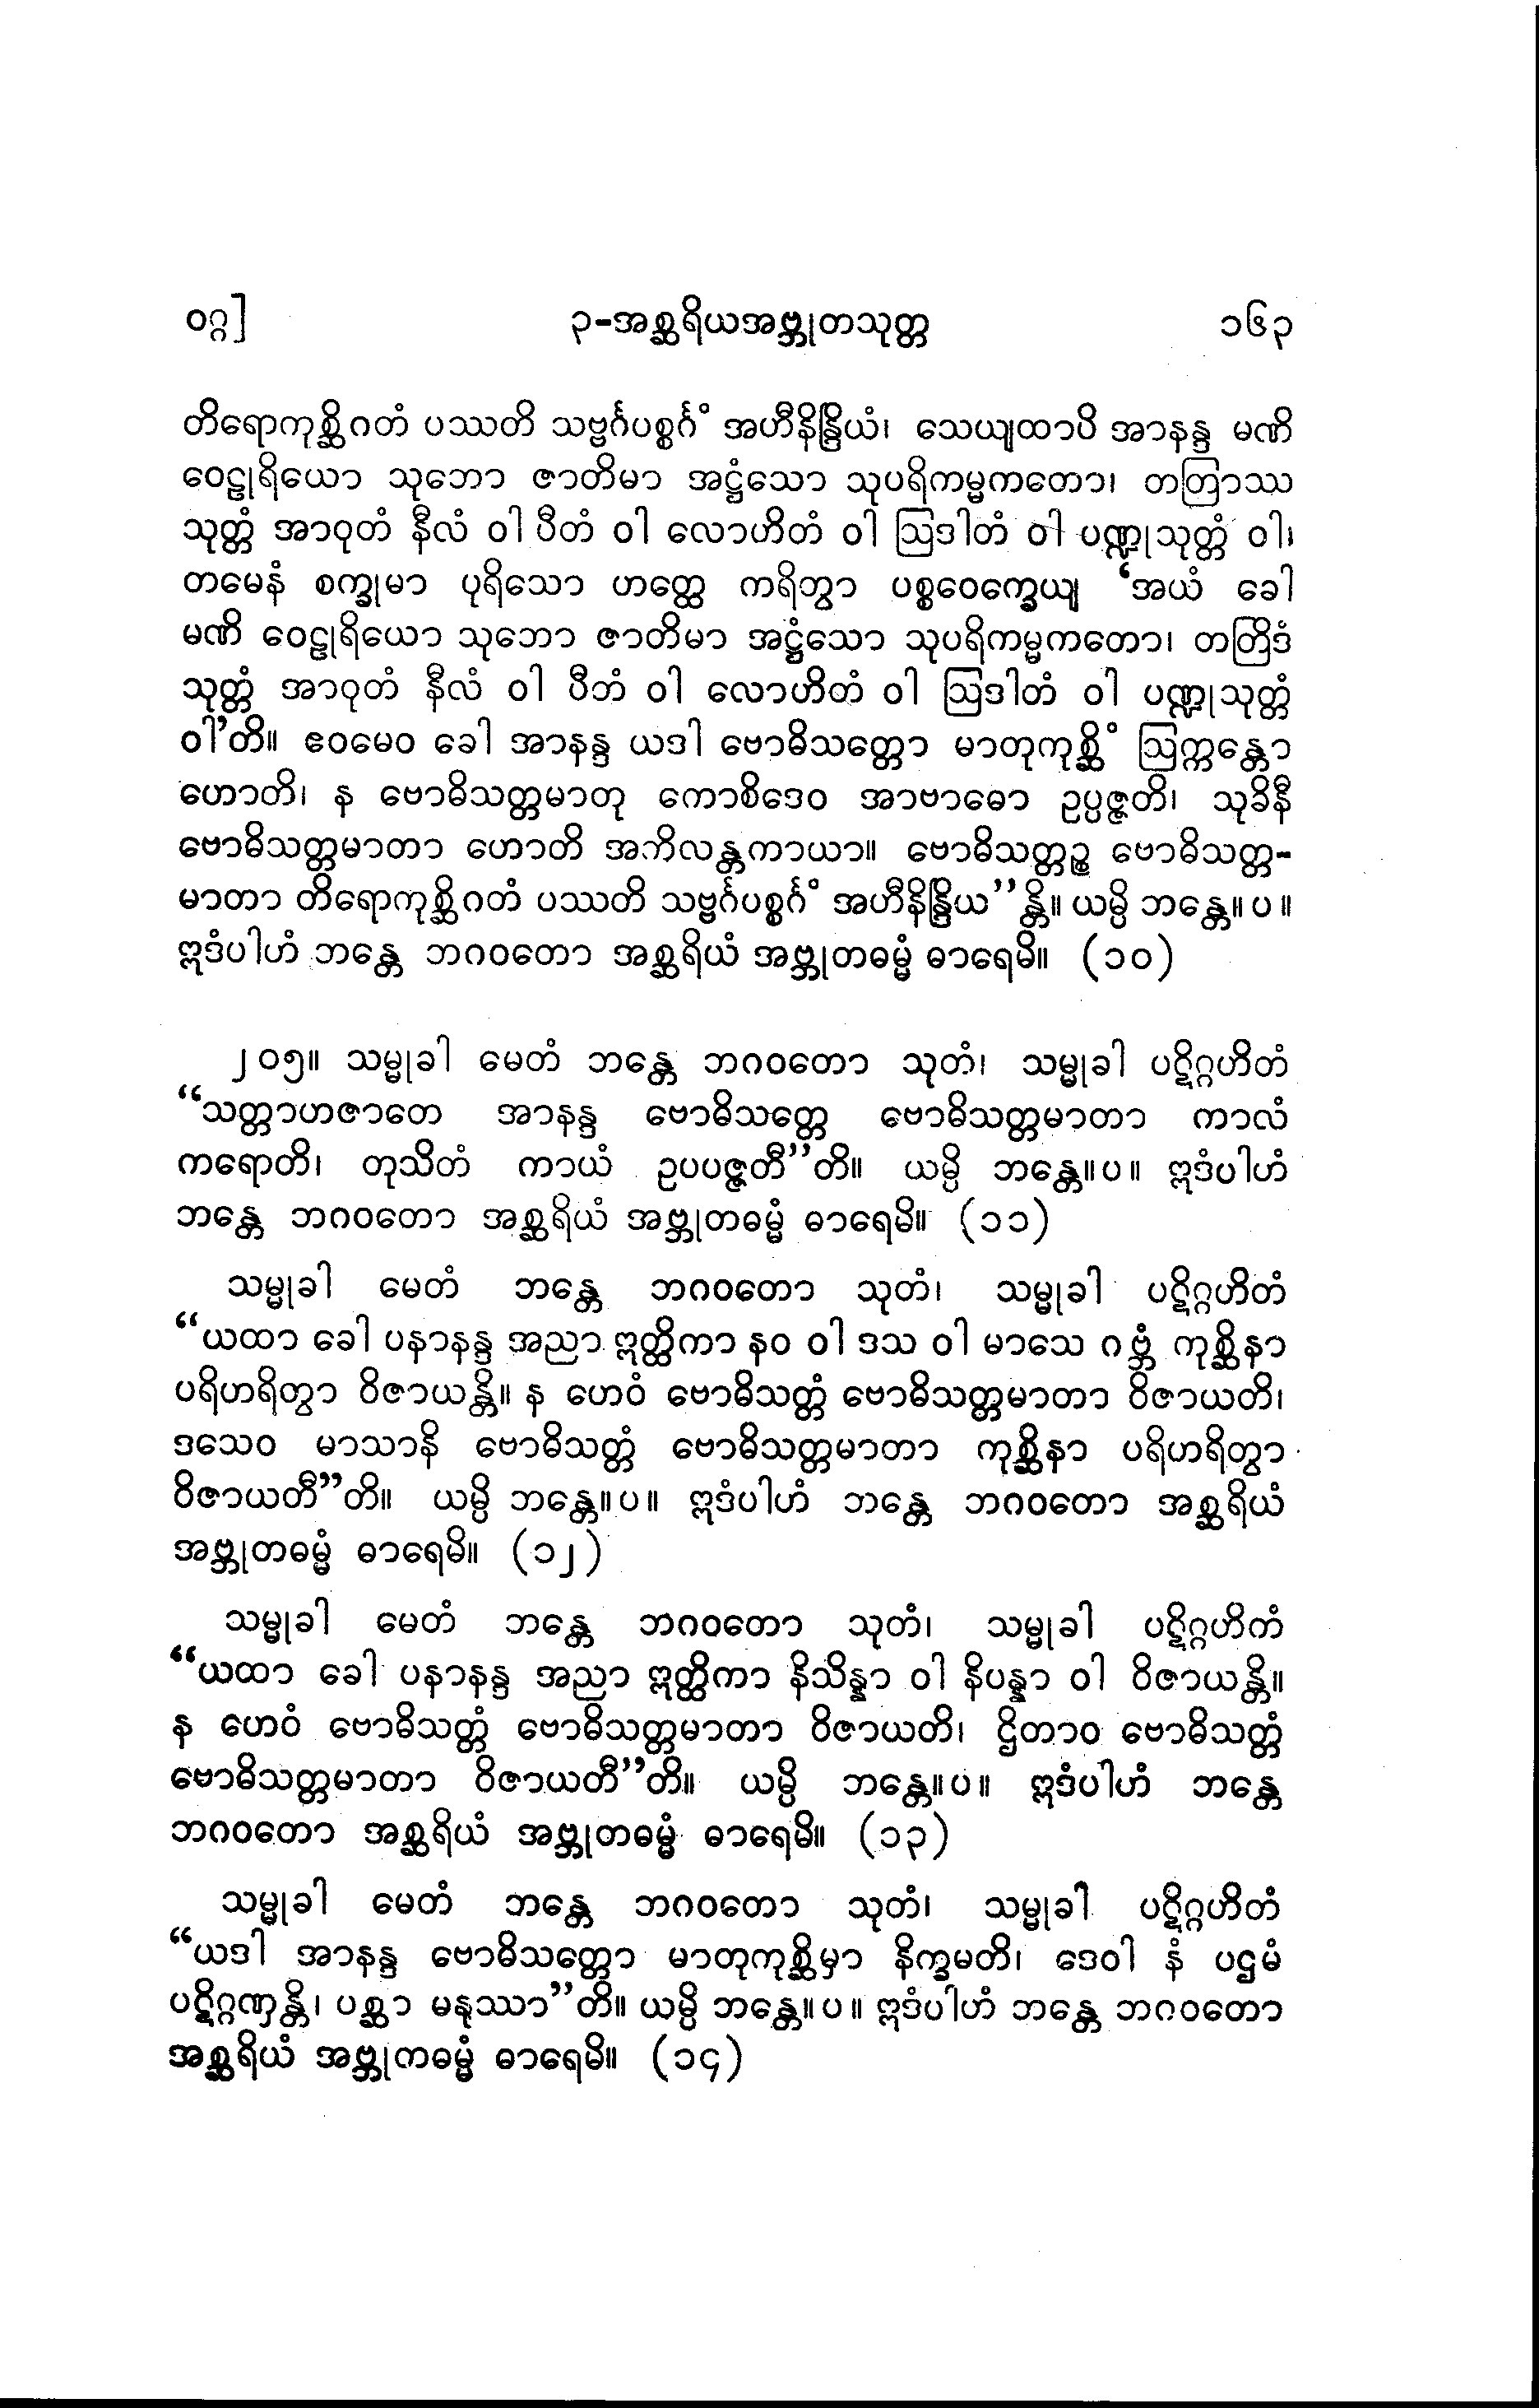 ဝဂ္ဂ] ၃-အစ္ဆရိယအဗ္ဘုတသုတ္တ ၁၆၃
တိရောကုစ္ဆိဂတံ ပဿတိ သဗ္ဗင်္ဂပစ္စင်္ဂံ အဟီနိန္ဒြိယံ၊ သေယျထာပိ အာနန္ဒ မဏိ
ဝေဠုရိယော သုဘော ဇာတိမာ အဋ္ဌံသော သုပရိကမ္မကတော၊ တတြာဿ
သုတ္တံ အာဝုတံ နီလံ ဝါ ပီတံ ဝါ လောဟိတံ ဝါ ဩဒါတံ ဝါ ပဏ္ဍုသုတ္တံ ဝါ၊
တမေနံ စက္ခုမာ ပုရိသော ဟတ္ထေ ကရိတွာ ပစ္စဝေက္ခေယျ ‘အယံ ခေါ
မဏိ ဝေဠုရိယော သုဘော ဇာတိမာ အဋ္ဌံသော သုပရိကမ္မကတော၊ တတြိဒံ
သုတ္တံ အာဝုတံ နီလံ ဝါ ပီဘံ ဝါ လောဟိတံ ဝါ ဩဒါတံ ဝါ ပဏ္ဍုသုတ္တံ
ဝါ’တိ။ ဧဝမေဝ ခေါ အာနန္ဒ ယဒါ ဗောဓိသတ္တော မာတုကုစ္ဆိံ ဩက္ကန္တော
ဟောတိ၊ န ဗောဓိသတ္တမာတု ကောစိဒေဝ အာဗာဓော ဥပ္ပဇ္ဇတိ၊ သုခိနီ
ဗောဓိသတ္တမာတာ ဟောတိ အကိလန္တကာယာ။ ဗောဓိသတ္တဉ္စ ဗောဓိသတ္တ-
မာတာ တိရောကုစ္ဆိဂတံ ပဿတိ သဗ္ဗင်္ဂပစ္စင်္ဂံ အဟီနိန္ဒြိယ”န္တိ။ ယမ္ပိ ဘန္တေ။ပ။
ဣဒံပါဟံ ဘန္တေ ဘဂဝတော အစ္ဆရိယံ အဗ္ဘုတဓမ္မံ ဓာရေမိ။ (၁၀)
၂၀၅။ သမ္မုခါ မေတံ ဘန္တေ ဘဂဝတော သုတံ၊ သမ္မုခါ ပဋိဂ္ဂဟိတံ
“သတ္တာဟဇာတေ အာနန္ဒ ဗောဓိသတ္တေ ဗောဓိသတ္တမာတာ ကာလံ
ကရောတိ၊ တုသိတံ ကာယံ ဥပပဇ္ဇတီ”တိ။ ယမ္ပိ ဘန္တေ။ပ။ ဣဒံပါဟံ
ဘန္တေ ဘဂဝတော အစ္ဆရိယံ အဗ္ဘုတဓမ္မံ ဓာရေမိ။ (၁၁)
သမ္မုခါ မေတံ ဘန္တေ ဘဂဝတော သုတံ၊ သမ္မုခါ ပဋိဂ္ဂဟိတံ
“ယထာ ခေါ ပနာနန္ဒ အညာ ဣတ္ထိကာ နဝ ဝါ ဒသ ဝါ မာသေ ဂဗ္ဘံ ကုစ္ဆိနာ
ပရိဟရိတွာ ဝိဇာယန္တိ။ န ဟေဝံ ဗောဓိသတ္တံ ဗောဓိသတ္တမာတာ ဝိဇာယတိ၊
ဒသေဝ မာသာနိ ဗောဓိသတ္တံ ဗောဓိသတ္တမာတာ ကုစ္ဆိနာ ပရိဟရိတွာ
ဝိဇာယတီ”တိ။ ယမ္ပိ ဘန္တေ။ပ။ ဣဒံပါဟံ ဘန္တေ ဘဂဝတော အစ္ဆရိယံ
အဗ္ဘုတဓမ္မံ ဓာရေမိ။ (၁၂)
သမ္မုခါ မေတံ ဘန္တေ ဘဂဝတော သုတံ၊ သမ္မုခါ ပဋိဂ္ဂဟိကံ
“ယထာ ခေါ ပနာနန္ဒ အညာ ဣတ္ထိကာ နိသိန္နာ ဝါ နိပန္နာ ဝါ ဝိဇာယန္တိ။
န ဟေဝံ ဗောဓိသတ္တံ ဗောဓိသတ္တမာတာ ဝိဇာယတိ၊ ဌိတာဝ ဗောဓိသတ္တံ
ဗောဓိသတ္တမာတာ ဝိဇာယတီ”တိ။ ယမ္ပိ ဘန္တေ။ပ။ ဣဒံပါဟံ ဘန္တေ
ဘဂဝတော အစ္ဆရိယံ အဗ္ဘုတဓမ္မံ ဓာရေမိ။ (၁၃)
သမ္မုခါ မေတံ ဘန္တေ ဘဂဝတော သုတံ၊ သမ္မုခါ ပဋိဂ္ဂဟိတံ
“ယဒါ အာနန္ဒ ဗောဓိသတ္တော မာတုကုစ္ဆိမှာ နိက္ခမတိ၊ ဒေဝါ နံ ပဌမံ
ပဋိဂ္ဂဏှန္တိ၊ ပစ္ဆာ မနုဿာ”တိ။ ယမ္ပိ ဘန္တေ။ပ။ ဣဒံပါဟံ ဘန္တေ ဘဂဝတော
အစ္ဆရိယံ အဗ္ဘုကဓမ္မံ ဓာရေမိ။ (၁၄)